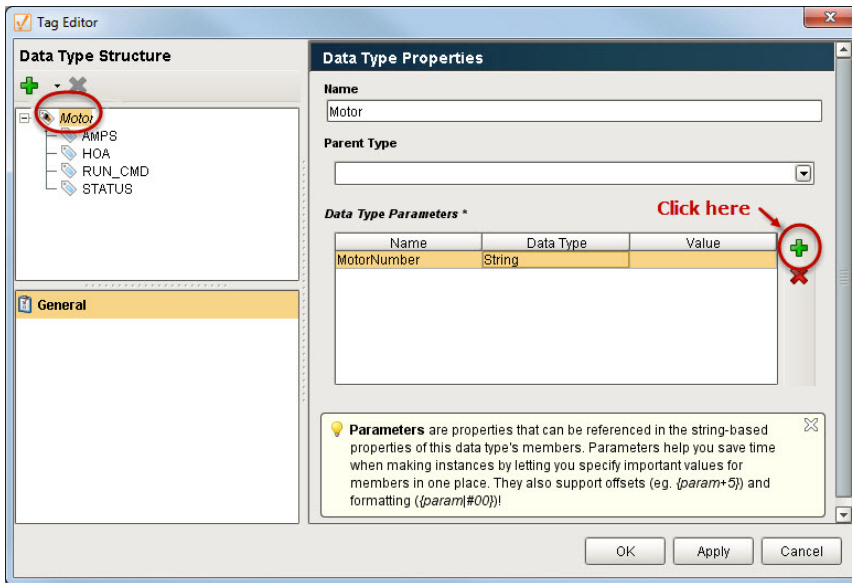 Tag Editor
Data Type Structure
Motor
AMPS
HOA
RUN_CMD
STATUS
General
Data Type Properties
Name
Motor
Parent Type
Data Type Parameters *
Click here
Name Data Type Value
MotorNumber String
Parameters are properties that can be referenced in the string-based
properties of this data type's members. Parameters help you save time
when making instances by letting you specify important values for
members in one place. They also support offsets (eg. {param+5}) and
formatting ({param|#00})!
OK Apply Cancel